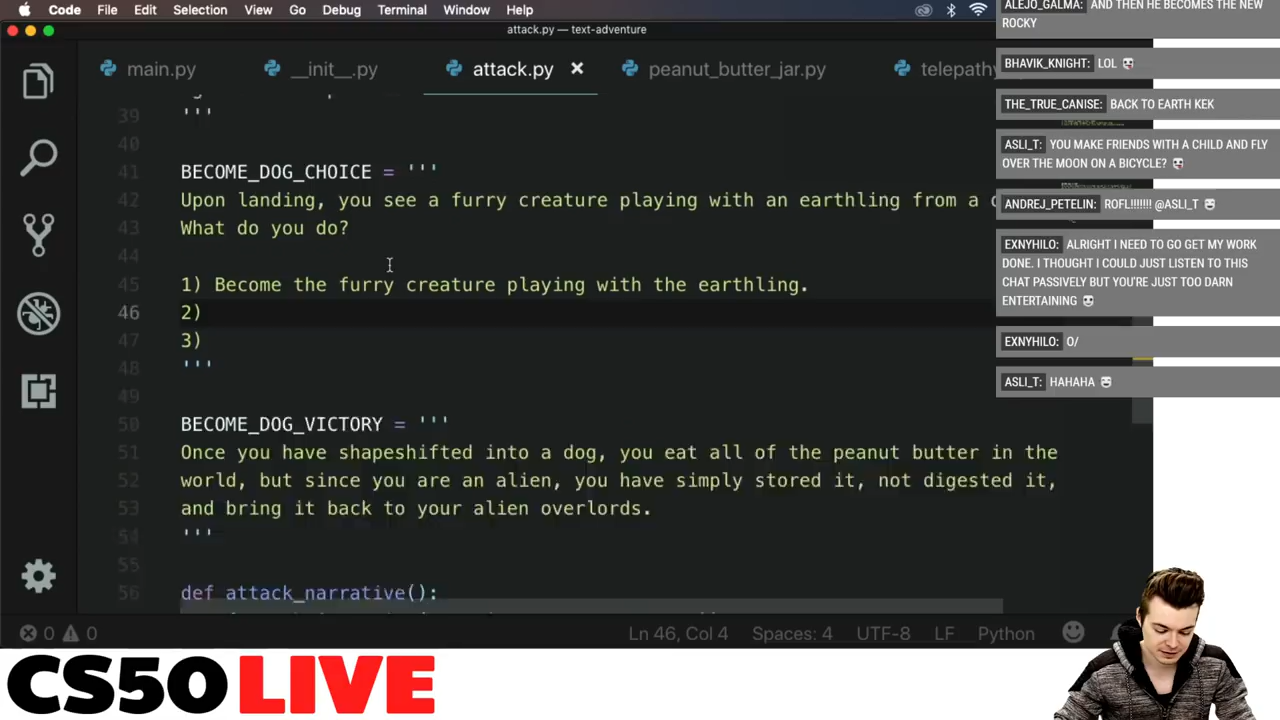 Code File Edit Selection View Go Debug Terminal Window Help
attack.py — text-adventure
main.py __init__.py attack.py × peanut_butter_jar.py telepathy
39 '''
40
41 BECOME_DOG_CHOICE = '''
42 Upon landing, you see a furry creature playing with an earthling from a
43 What do you do?
44
45 1) Become the furry creature playing with the earthling.
46 2)
47 3)
48 '''
49
50 BECOME_DOG_VICTORY = '''
51 Once you have shapeshifted into a dog, you eat all of the peanut butter in the
52 world, but since you are an alien, you have simply stored it, not digested it,
53 and bring it back to your alien overlords.
54 '''
55
56 def attack_narrative():
0 0 Ln 46, Col 4 Spaces: 4 UTF-8 LF Python
ALEJO_GALMA: AND THEN HE BECOMES THE NEW
ROCKY
BHAVIK_KNIGHT: LOL
THE_TRUE_CANISE: BACK TO EARTH KEK
ASLI_T: YOU MAKE FRIENDS WITH A CHILD AND FLY
OVER THE MOON ON A BICYCLE?
ANDREJ_PETELIN: ROFL!!!!!!! @ASLI_T
EXNYHILO: ALRIGHT I NEED TO GO GET MY WORK
DONE. I THOUGHT I COULD JUST LISTEN TO THIS
CHAT PASSIVELY BUT YOU'RE JUST TOO DARN
ENTERTAINING
EXNYHILO: O/
ASLI_T: HAHAHA
CS50 LIVE